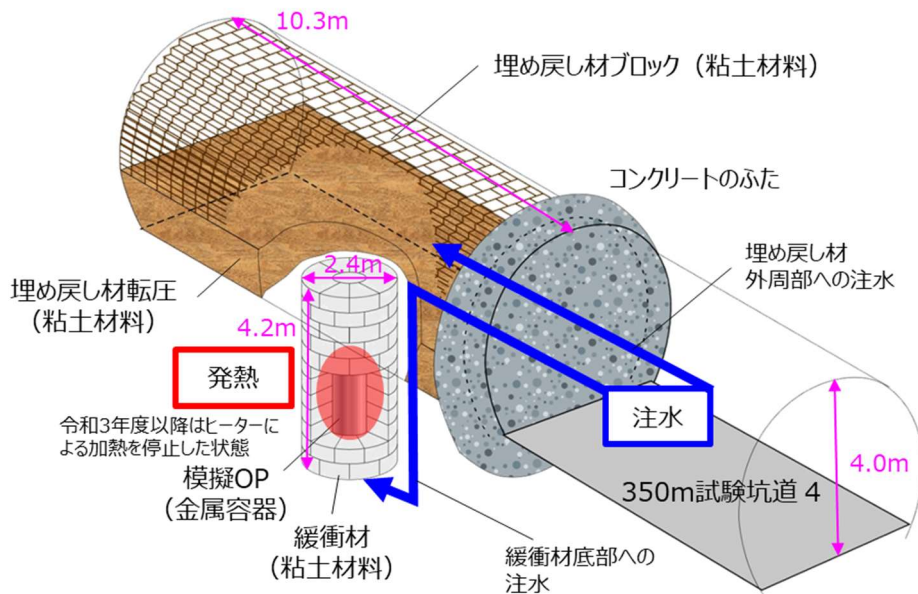 10.3m
埋め戻し材ブロック（粘土材料）
コンクリートのふた
埋め戻し材
外周部への注水
2.4m
埋め戻し材転圧
（粘土材料）
4.2m
発熱
令和3年度以降はヒーターに
よる加熱を停止した状態
注水
模擬OP
（金属容器）
4.0m
350m試験坑道４
緩衝材
（粘土材料）
緩衝材底部への
注水